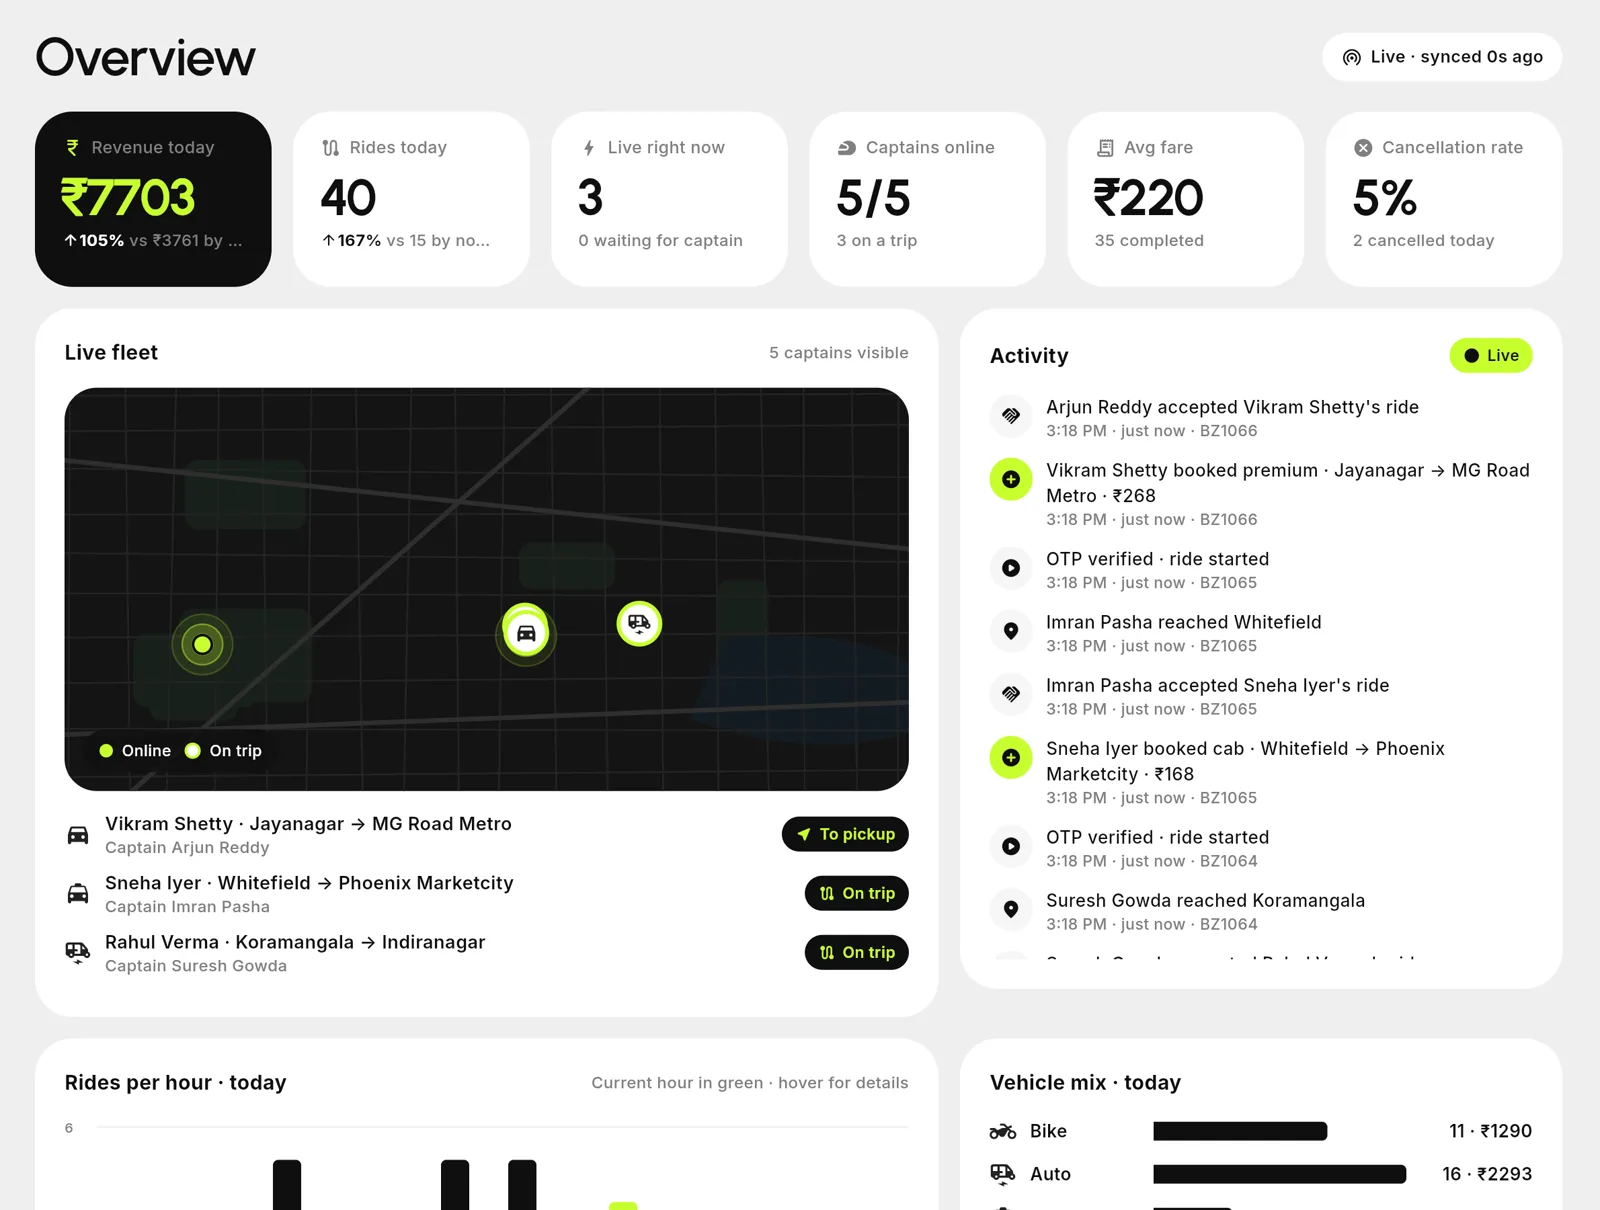 Overview
Live · synced 0s ago
₹ Revenue today
₹7703
↑105% vs ₹3761 by ...
Rides today
40
↑167% vs 15 by no...
Live right now
3
0 waiting for captain
Captains online
5/5
3 on a trip
Avg fare
₹220
35 completed
Cancellation rate
5%
2 cancelled today
Live fleet
5 captains visible
Online
On trip
Vikram Shetty · Jayanagar → MG Road Metro
Captain Arjun Reddy
To pickup
Sneha Iyer · Whitefield → Phoenix Marketcity
Captain Imran Pasha
On trip
Rahul Verma · Koramangala → Indiranagar
Captain Suresh Gowda
On trip
Activity
Live
Arjun Reddy accepted Vikram Shetty's ride
3:18 PM · just now · BZ1066
Vikram Shetty booked premium · Jayanagar → MG Road
Metro · ₹268
3:18 PM · just now · BZ1066
OTP verified · ride started
3:18 PM · just now · BZ1065
Imran Pasha reached Whitefield
3:18 PM · just now · BZ1065
Imran Pasha accepted Sneha Iyer's ride
3:18 PM · just now · BZ1065
Sneha Iyer booked cab · Whitefield → Phoenix
Marketcity · ₹168
3:18 PM · just now · BZ1065
OTP verified · ride started
3:18 PM · just now · BZ1064
Suresh Gowda reached Koramangala
3:18 PM · just now · BZ1064
Rides per hour · today
Current hour in green · hover for details
6
Vehicle mix · today
Bike
11 · ₹1290
Auto
16 · ₹2293